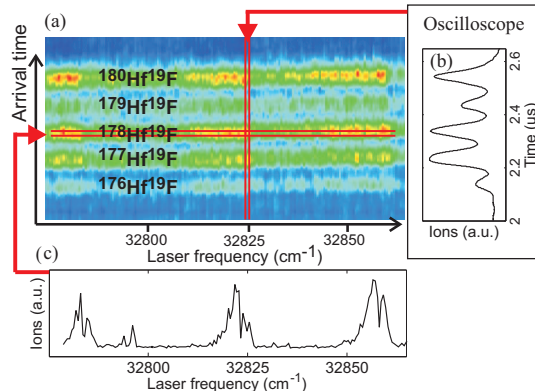 (a)
Arrival time
¹⁸⁰Hf¹⁹F
¹⁷⁹Hf¹⁹F
¹⁷⁸Hf¹⁹F
¹⁷⁷Hf¹⁹F
¹⁷⁶Hf¹⁹F
32800 32825 32850
Laser frequency (cm⁻¹)
Oscilloscope
(b)
2.6
2.4
2.2
2
Time (us)
Ions (a.u.)
(c)
Ions (a.u.)
32800 32825 32850
Laser frequency (cm⁻¹)